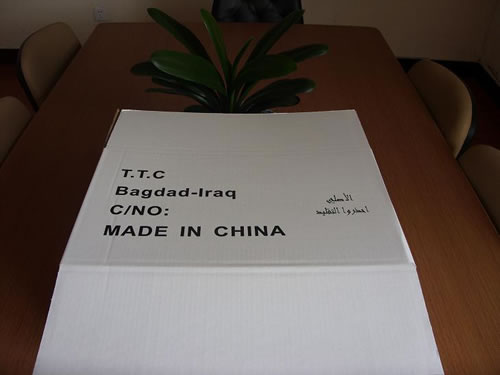 T.T.C
Bagdad-Iraq
C/NO:
MADE IN CHINA
الأصلي
احذروا التقليد